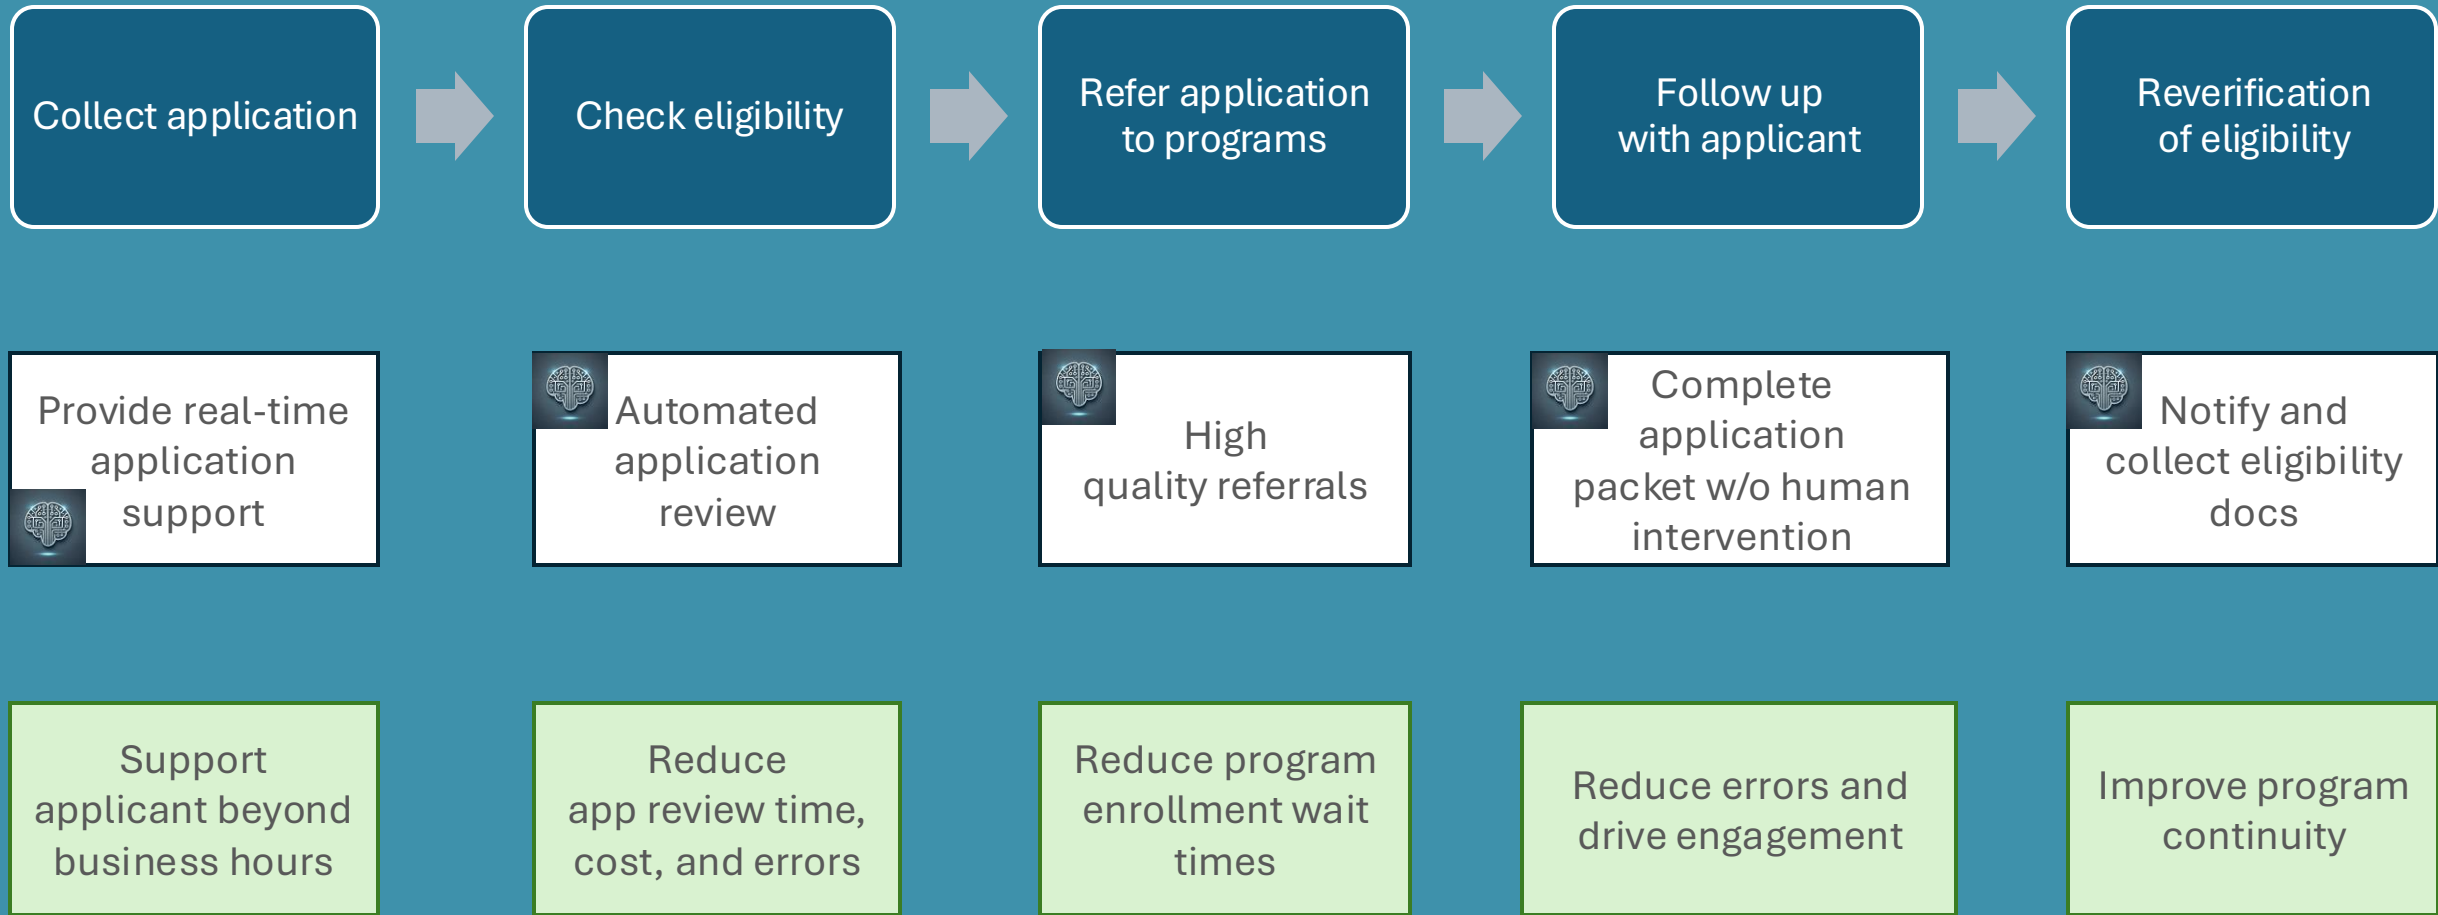 Collect application
Check eligibility
Refer application
to programs
Follow up
with applicant
Reverification
of eligibility
Provide real-time
application
support
Automated
application
review
High
quality referrals
Complete
application
packet w/o human
intervention
Notify and
collect eligibility
docs
Support
applicant beyond
business hours
Reduce
app review time,
cost, and errors
Reduce program
enrollment wait
times
Reduce errors and
drive engagement
Improve program
continuity